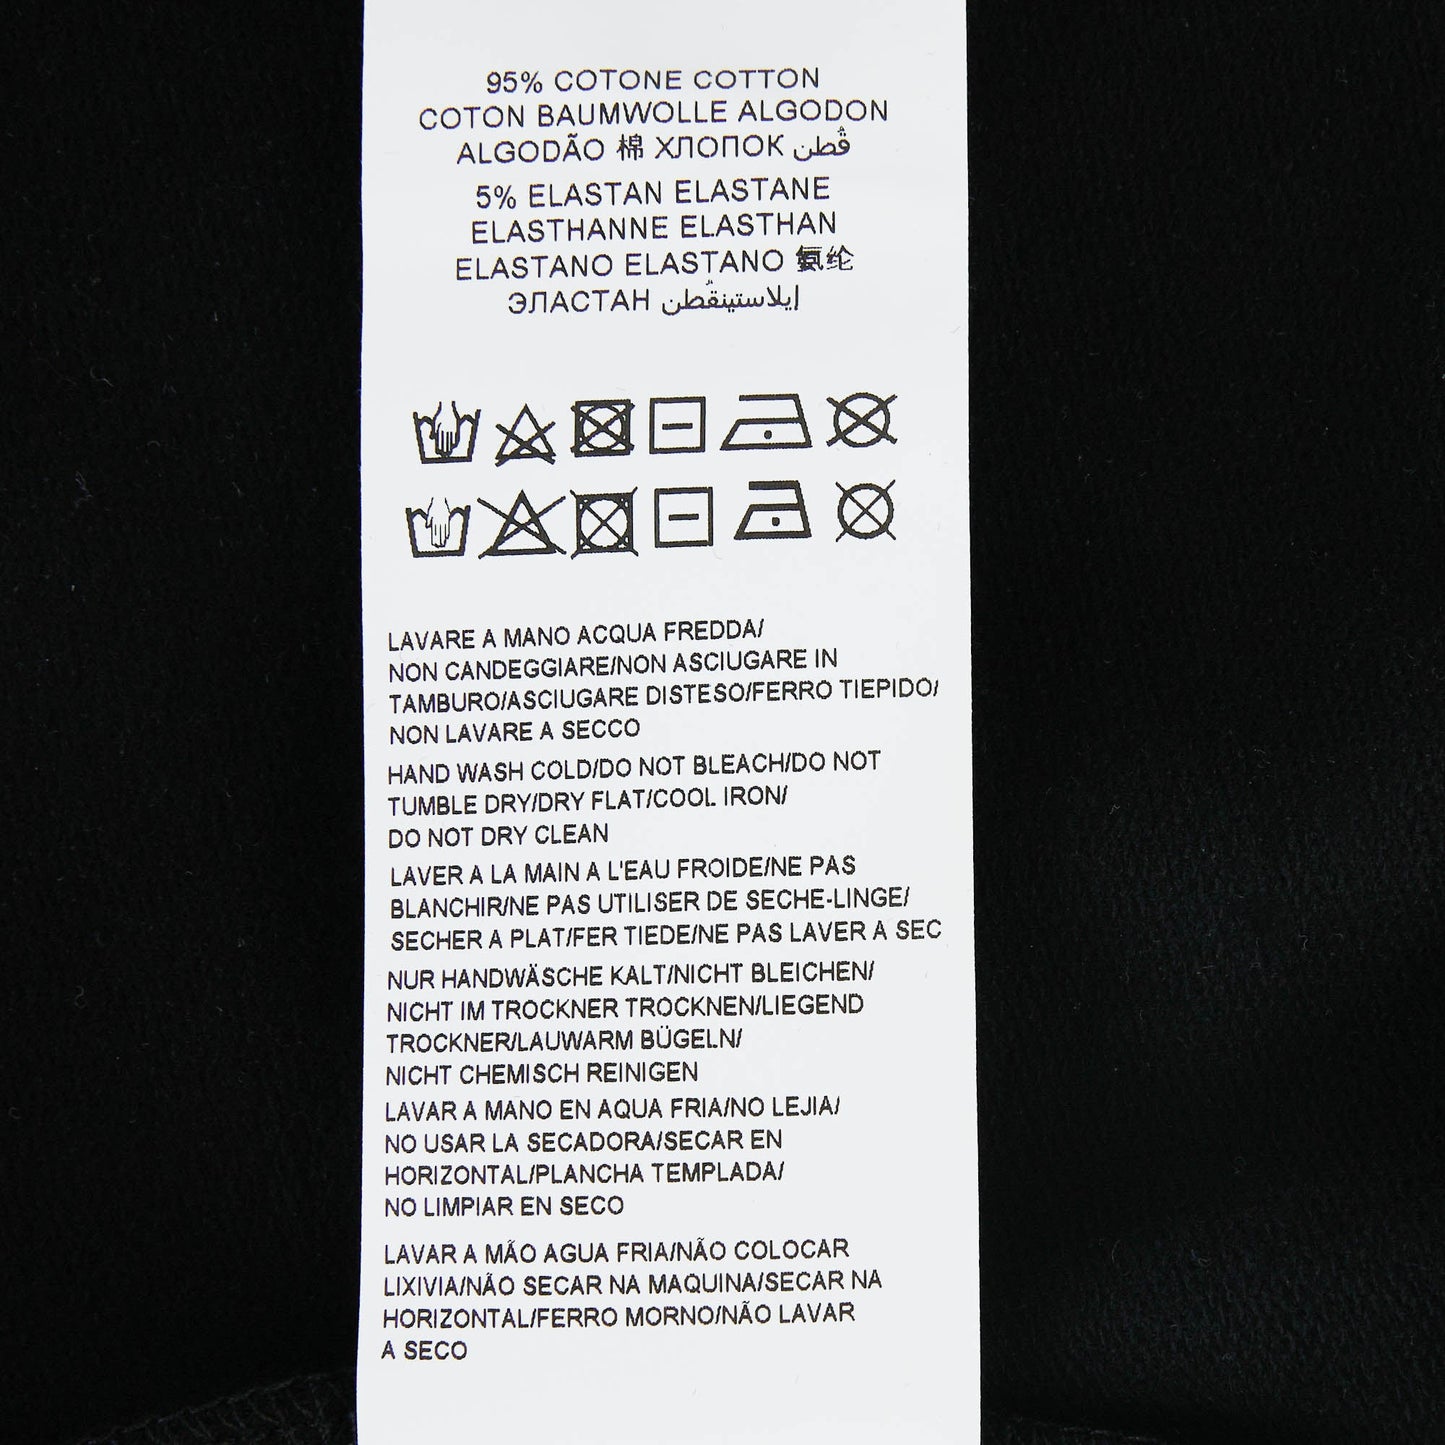 95% COTONE COTTON
COTON BAUMWOLLE ALGODON
ALGODÃO 棉 ХЛОПОК قُطن
5% ELASTAN ELASTANE
ELASTHANNE ELASTHAN
ELASTANO ELASTANO 氨纶
ЭЛАСТАН إيلاستينقُطن
LAVARE A MANO ACQUA FREDDA/
NON CANDEGGIARE/NON ASCIUGARE IN
TAMBURO/ASCIUGARE DISTESO/FERRO TIEPIDO/
NON LAVARE A SECCO
HAND WASH COLD/DO NOT BLEACH/DO NOT
TUMBLE DRY/DRY FLAT/COOL IRON/
DO NOT DRY CLEAN
LAVER A LA MAIN A L'EAU FROIDE/NE PAS
BLANCHIR/NE PAS UTILISER DE SECHE-LINGE/
SECHER A PLAT/FER TIEDE/NE PAS LAVER A SEC
NUR HANDWÄSCHE KALT/NICHT BLEICHEN/
NICHT IM TROCKNER TROCKNEN/LIEGEND
TROCKNER/LAUWARM BÜGELN/
NICHT CHEMISCH REINIGEN
LAVAR A MANO EN AQUA FRIA/NO LEJIA/
NO USAR LA SECADORA/SECAR EN
HORIZONTAL/PLANCHA TEMPLADA/
NO LIMPIAR EN SECO
LAVAR A MÃO AGUA FRIA/NÃO COLOCAR
LIXIVIA/NÃO SECAR NA MAQUINA/SECAR NA
HORIZONTAL/FERRO MORNO/NÃO LAVAR
A SECO